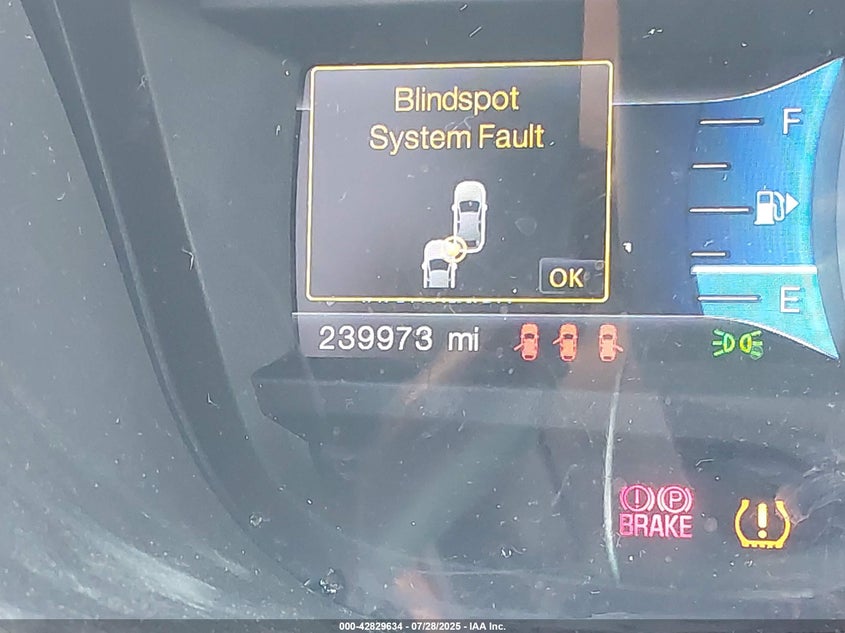 Blindspot
System Fault
F
OK
E
239973 mi
(!) (P)
BRAKE
!
000-42829634 - 07/28/2025 - IAA Inc.